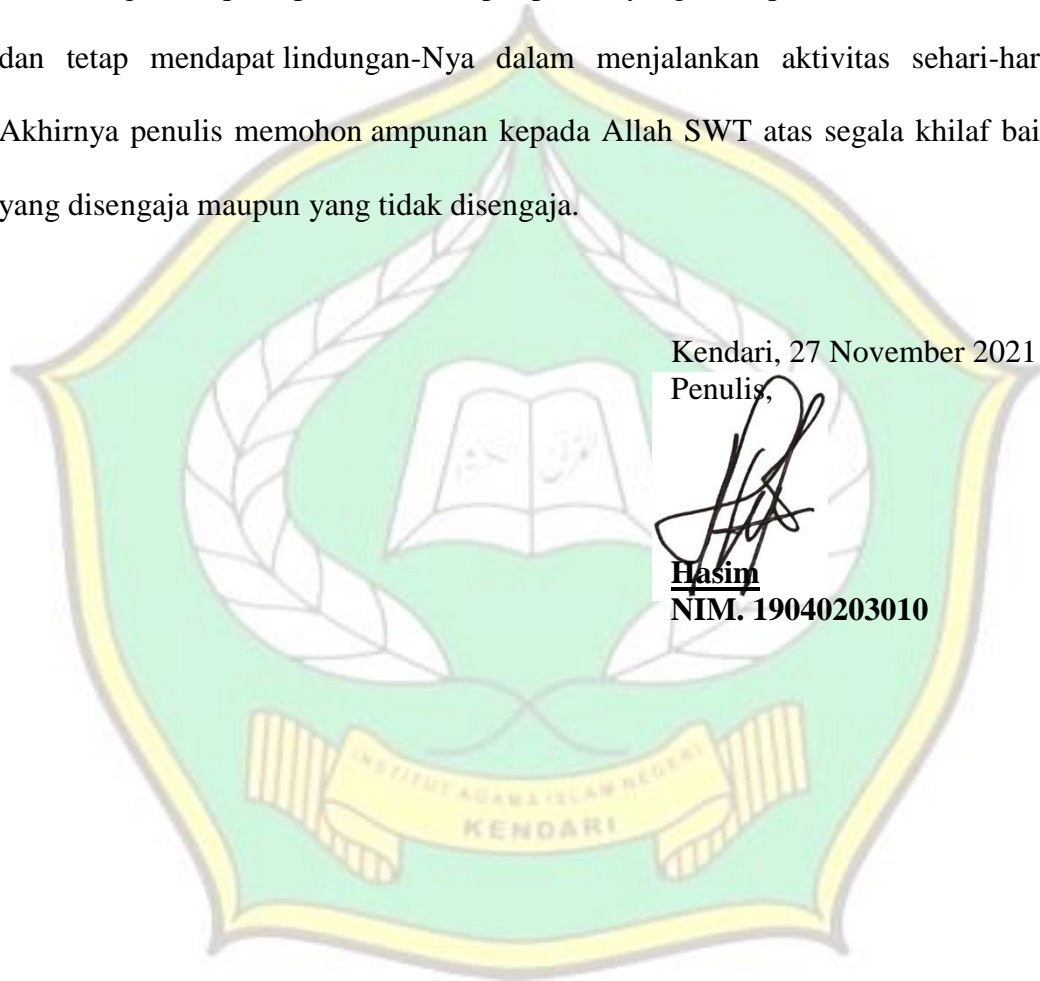 dan tetap mendapat lindungan-Nya dalam menjalankan aktivitas sehari-har
Akhirnya penulis memohon ampunan kepada Allah SWT atas segala khilaf bai
yang disengaja maupun yang tidak disengaja.
Kendari, 27 November 2021
Penulis,
Hasim
NIM. 19040203010
INSTITUT AGAMA ISLAM NEGERI
KENDARI